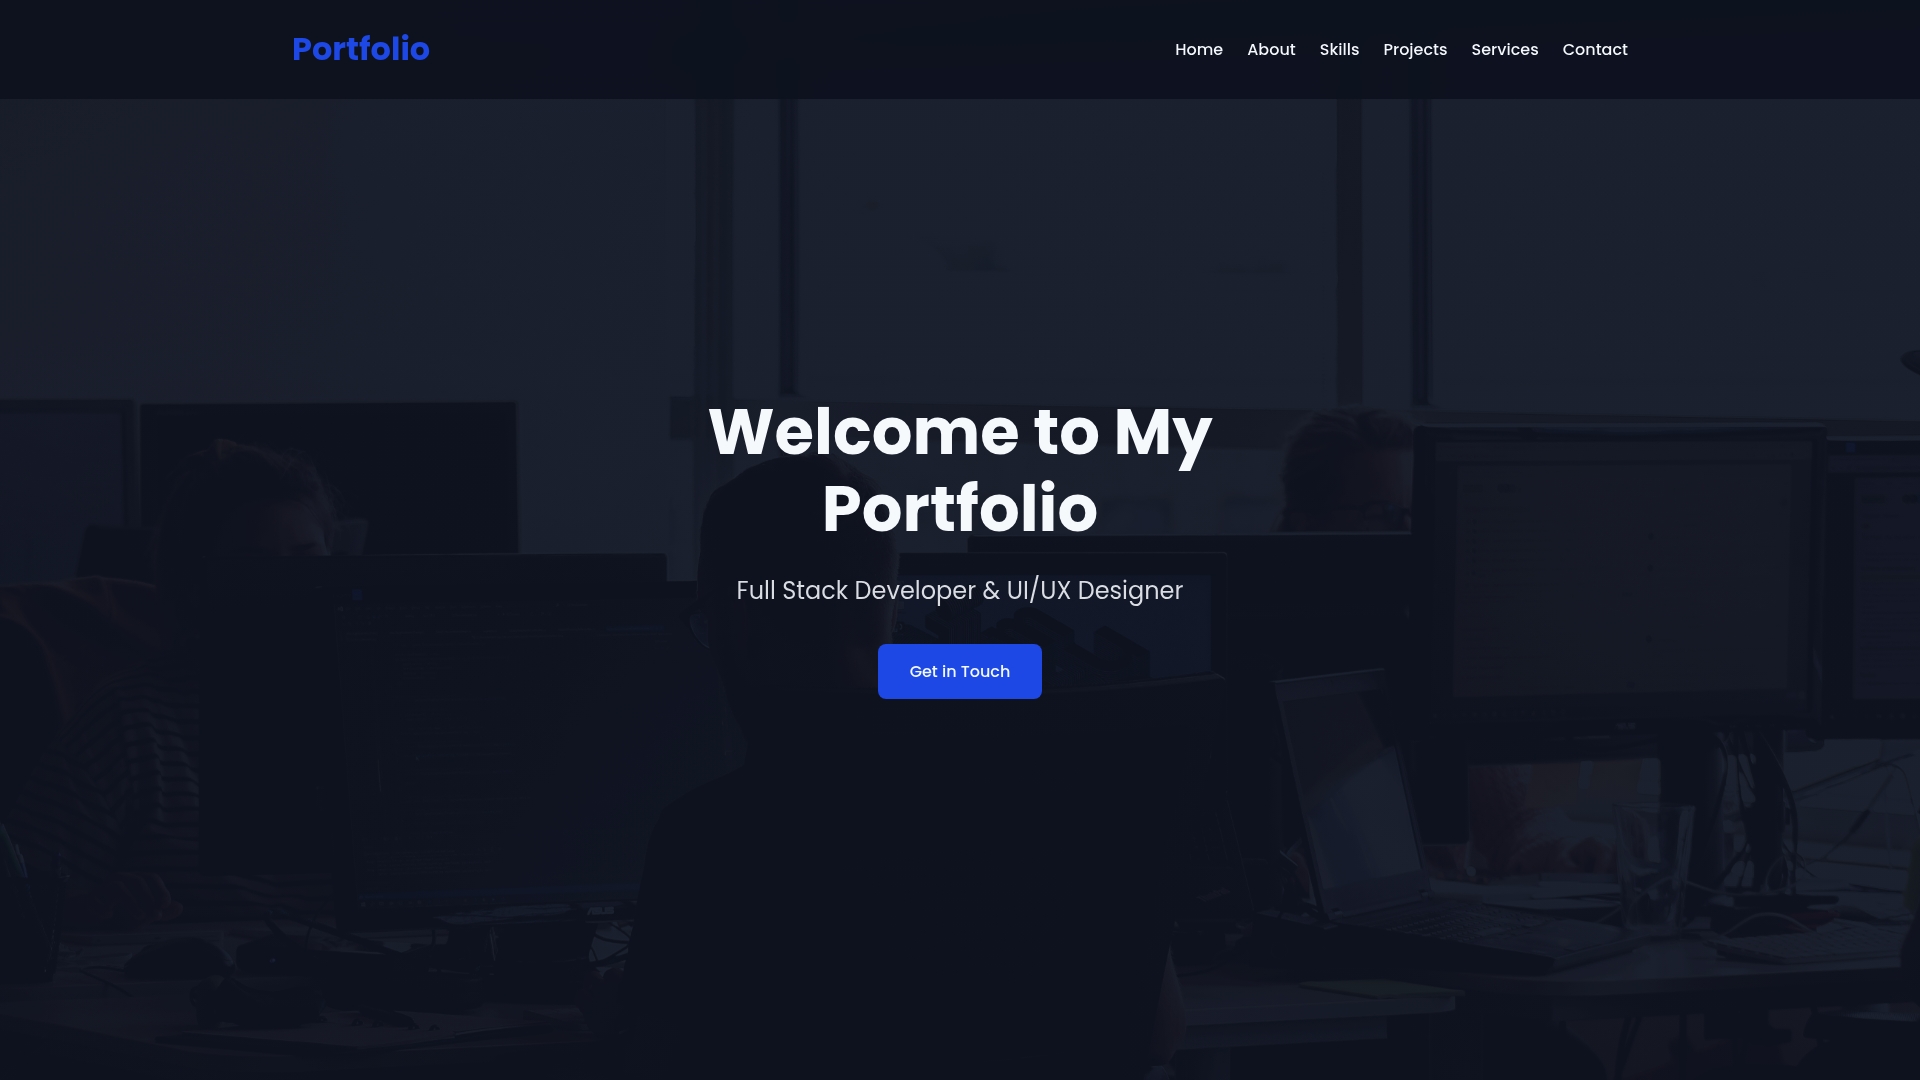 Portfolio
Home About Skills Projects Services Contact
Welcome to My
Portfolio
Full Stack Developer & UI/UX Designer
Get in Touch